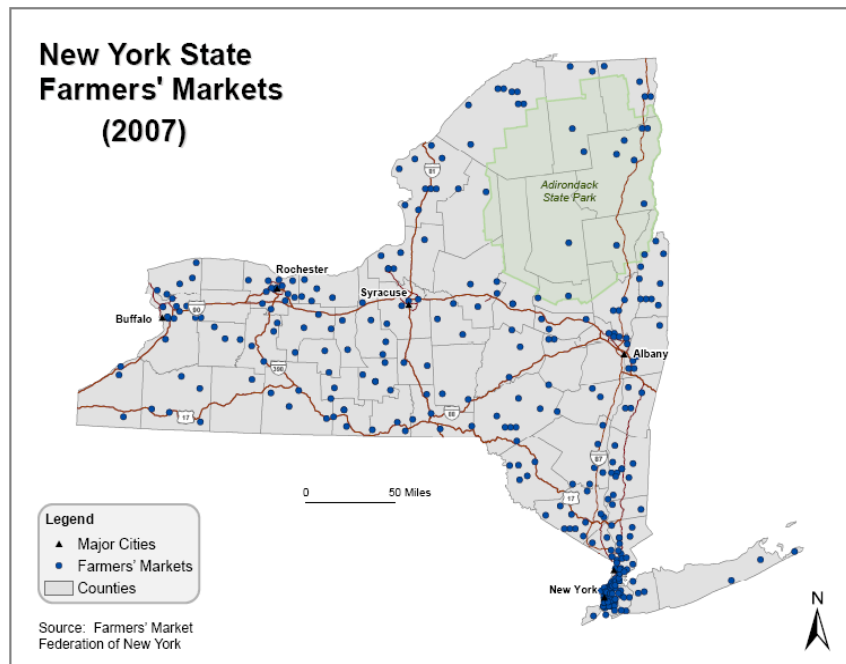 New York State
Farmers' Markets
(2007)
81
Adirondack
State Park
Rochester
Syracuse
90
Buffalo
Albany
390
17
88
87
0 50 Miles
17
Legend
Major Cities
Farmers' Markets
Counties
New York
N
Source: Farmers' Market
Federation of New York